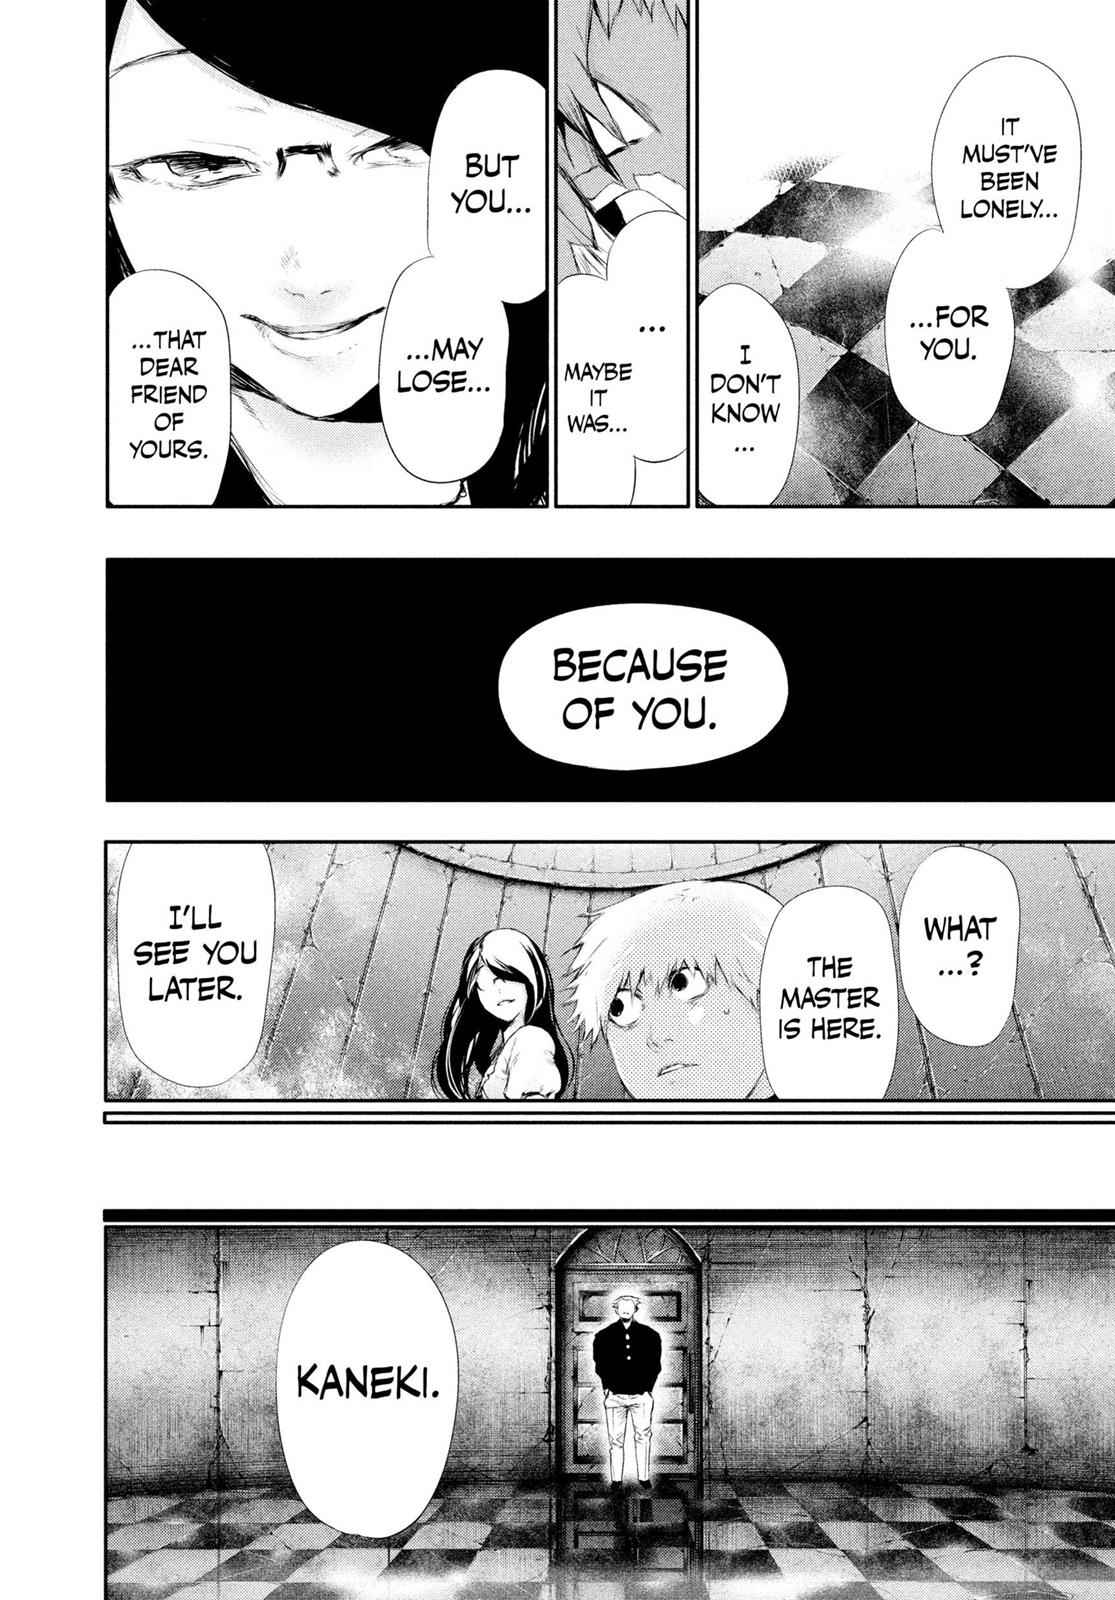 IT
MUST'VE
BEEN
LONELY...
...FOR
YOU.
I
DON'T
KNOW
...
...
MAYBE
IT
WAS...
BUT
YOU...
...MAY
LOSE...
...THAT
DEAR
FRIEND
OF
YOURS.
BECAUSE
OF YOU.
WHAT
...?
THE
MASTER
IS HERE.
I'LL
SEE YOU
LATER.
KANEKI.